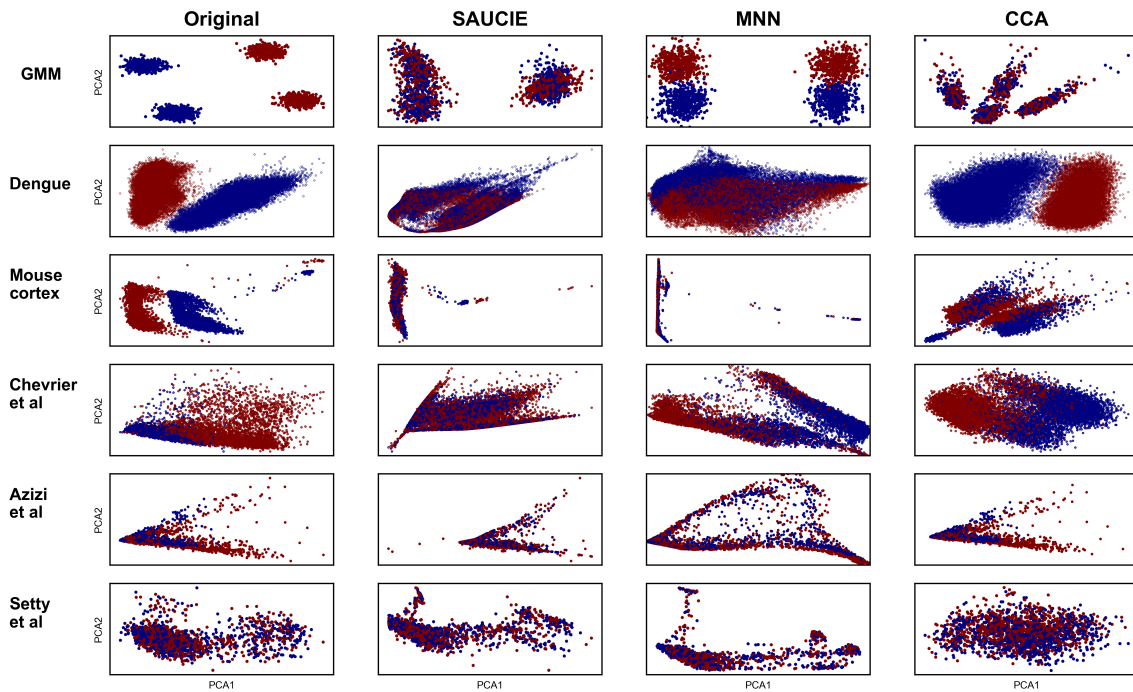 Original SAUCIE MNN CCA
GMM
PCA2
Dengue
PCA2
Mouse
cortex
PCA2
Chevrier
et al
PCA2
Azizi
et al
PCA2
Setty
et al
PCA2
PCA1 PCA1 PCA1 PCA1